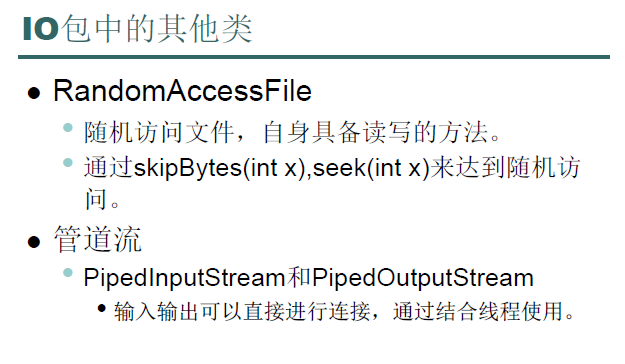 IO包中的其他类
RandomAccessFile
随机访问文件，自身具备读写的方法。
通过skipBytes(int x),seek(int x)来达到随机访
问。
管道流
PipedInputStream和PipedOutputStream
输入输出可以直接进行连接，通过结合线程使用。